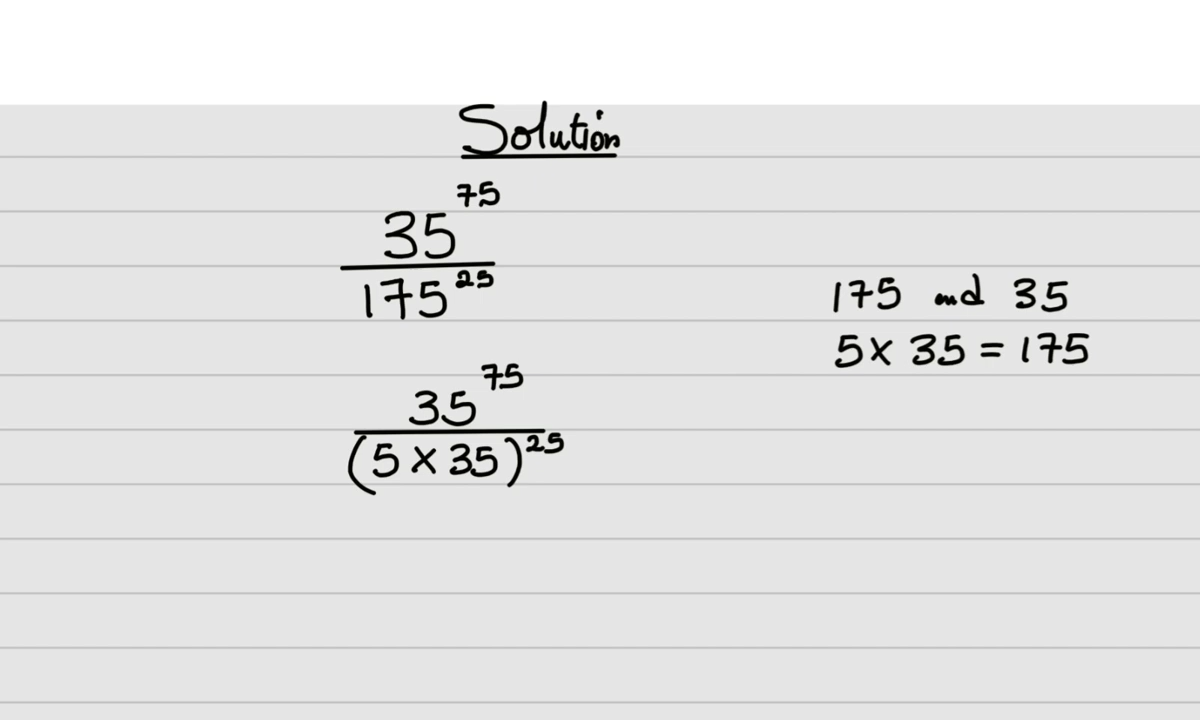 Solution
35^75
175^25
175 and 35
5 × 35 = 175
35^75
(5 × 35)^25